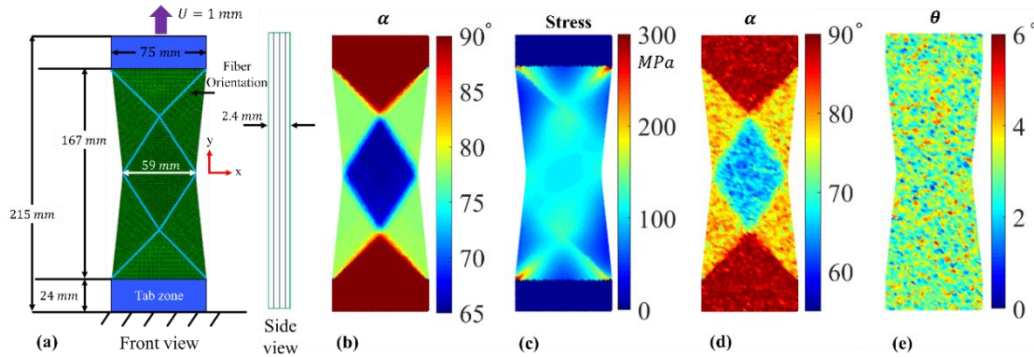 U = 1 mm
75 mm
Fiber
Orientation
167 mm
59 mm
y
x
215 mm
24 mm
Tab zone
(a)
Front view
2.4 mm
Side
view
α
90°
85
80
75
70
65
(b)
Stress
300
MPa
200
100
0
(c)
α
90°
80
70
60
(d)
θ
6°
4
2
0
(e)